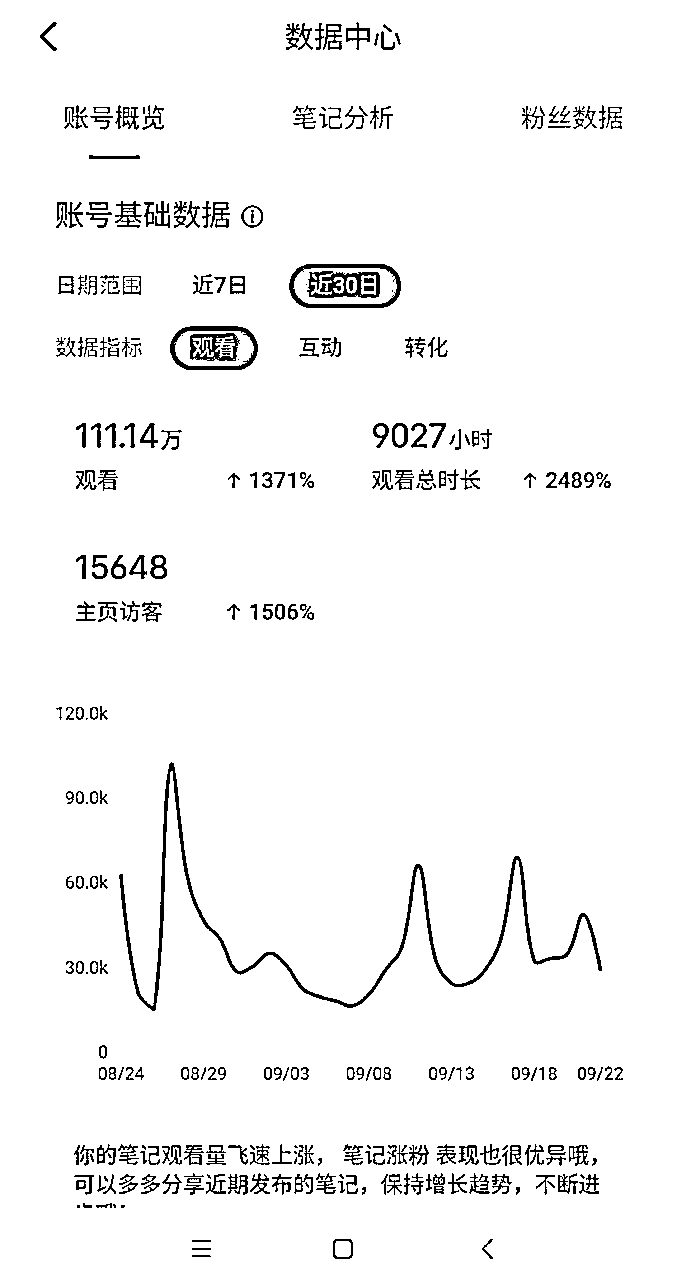 数据中心
账号概览 笔记分析 粉丝数据
账号基础数据
日期范围 近7日 近30日
数据指标 观看 互动 转化
111.14万 9027小时
观看 ↑ 1371% 观看总时长 ↑ 2489%
15648
主页访客 ↑ 1506%
120.0k
90.0k
60.0k
30.0k
0
08/24 08/29 09/03 09/08 09/13 09/18 09/22
你的笔记观看量飞速上涨， 笔记涨粉 表现也很优异哦，
可以多多分享近期发布的笔记，保持增长趋势，不断进